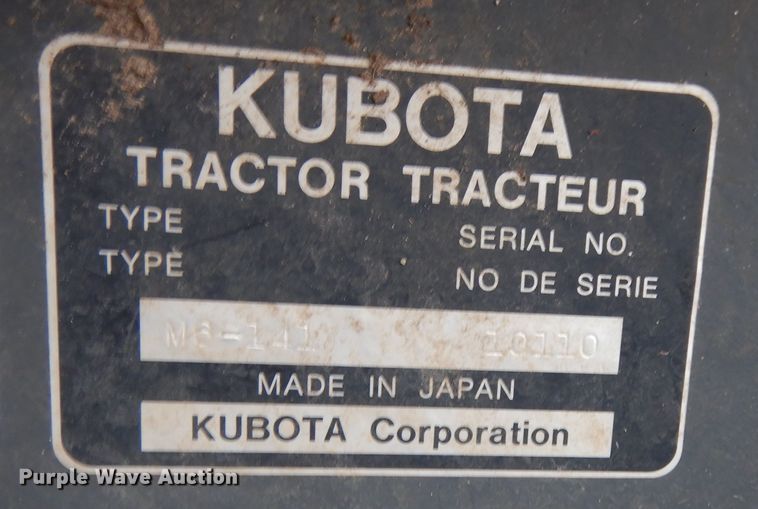 KUBOTA
TRACTOR TRACTEUR
TYPE SERIAL NO.
TYPE NO DE SERIE
M6-141 10110
MADE IN JAPAN
KUBOTA Corporation
Purple Wave Auction